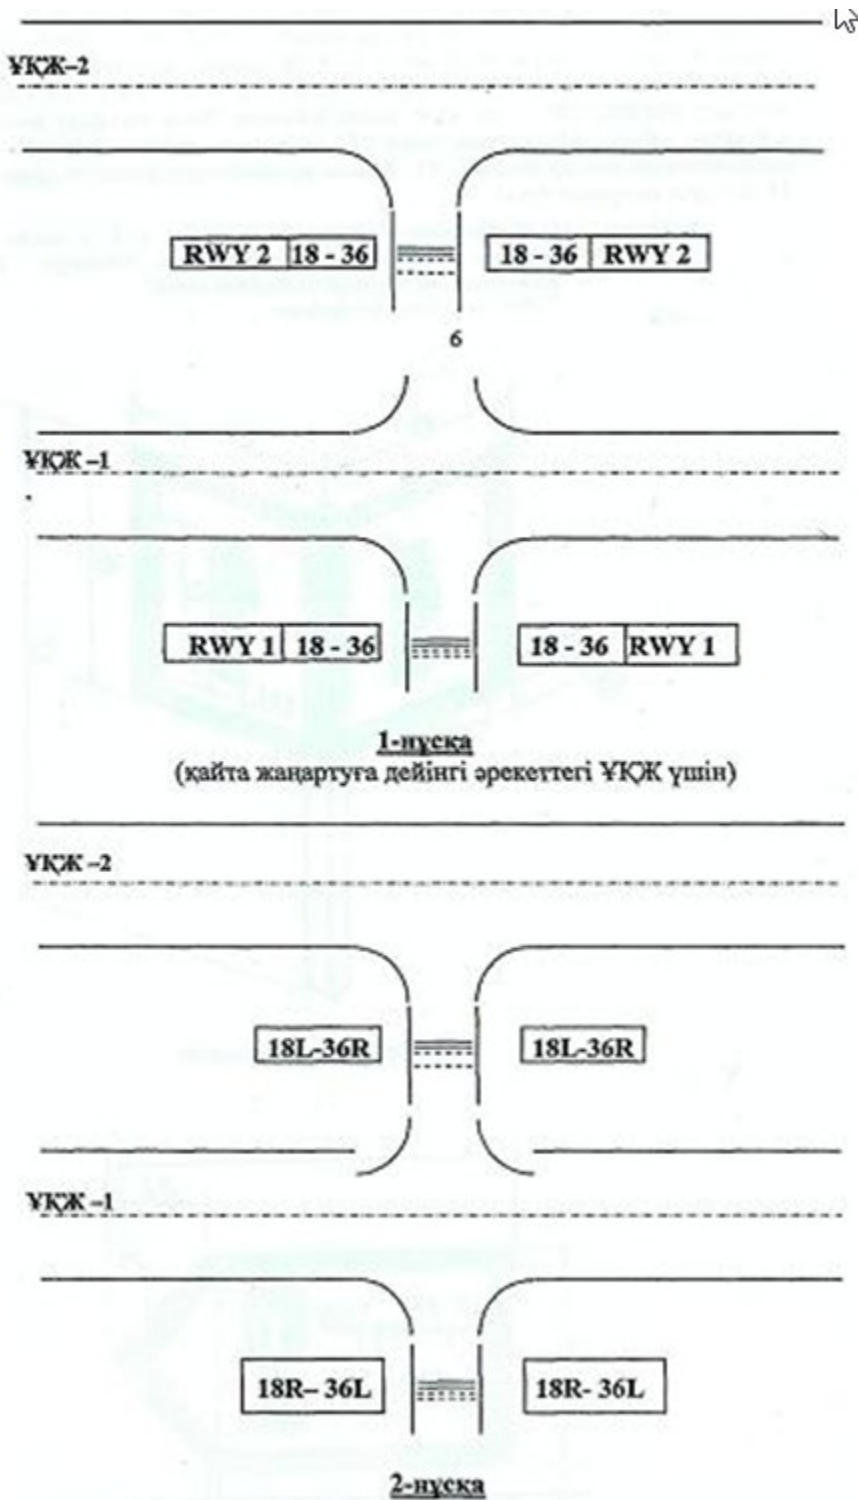 ҰҚЖ–2
RWY 2 18 - 36 18 - 36 RWY 2
6
ҰҚЖ –1
RWY 1 18 - 36 18 - 36 RWY 1
1-нұсқа
(қайта жаңартуға дейінгі әрекеттегі ҰҚЖ үшін)
ҰҚЖ –2
18L-36R 18L-36R
ҰҚЖ –1
18R– 36L 18R- 36L
2-нұсқа